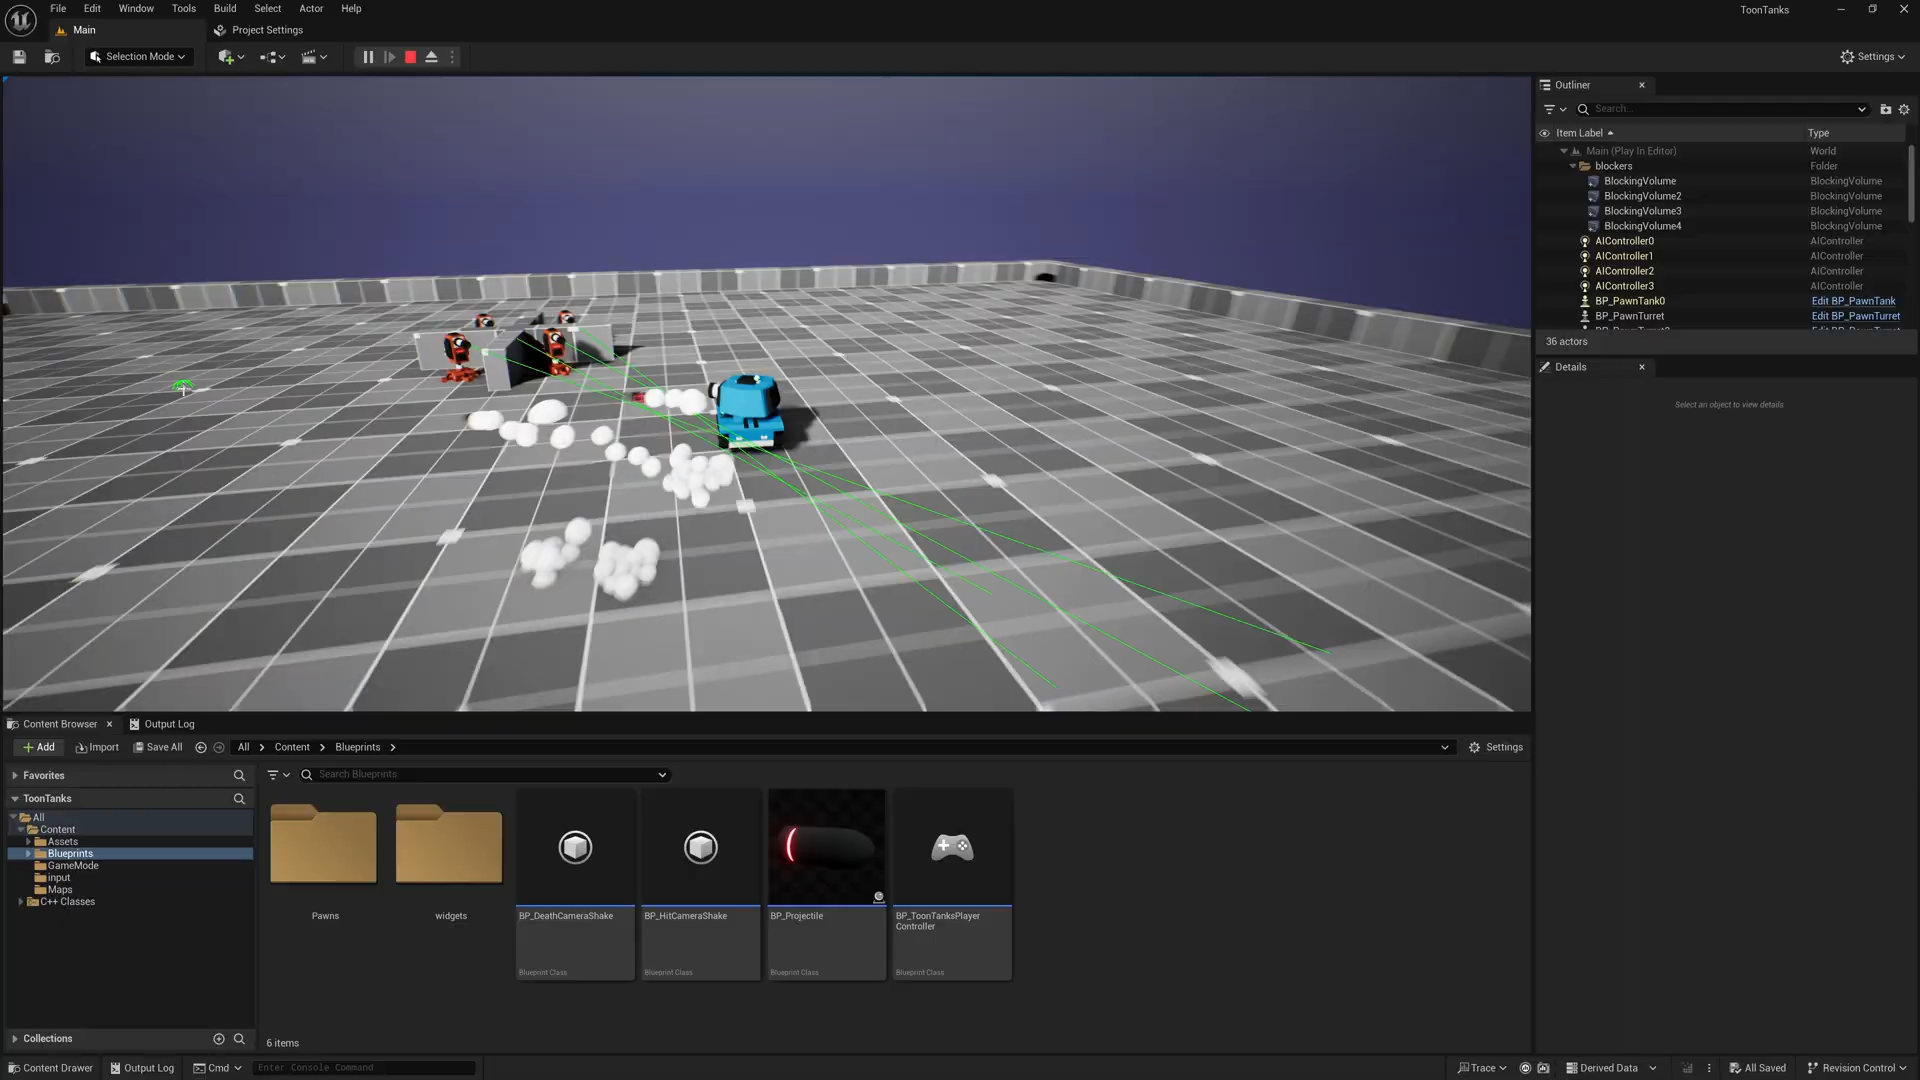 File Edit Window Tools Build Select Actor Help
ToonTanks
Main
Project Settings
Selection Mode
Settings
Outliner
Search...
Item Label
Type
Main (Play In Editor) World
blockers Folder
BlockingVolume BlockingVolume
BlockingVolume2 BlockingVolume
BlockingVolume3 BlockingVolume
BlockingVolume4 BlockingVolume
AIController0 AIController
AIController1 AIController
AIController2 AIController
AIController3 AIController
BP_PawnTank0 Edit BP_PawnTank
BP_PawnTurret Edit BP_PawnTurret
36 actors
Details
Select an object to view details
Content Browser
Output Log
Add Import Save All All Content Blueprints
Settings
Favorites
Search Blueprints
ToonTanks
All
Content
Assets
Blueprints
GameMode
input
Maps
C++ Classes
Pawns
widgets
BP_DeathCameraShake
Blueprint Class
BP_HitCameraShake
Blueprint Class
BP_Projectile
Blueprint Class
BP_ToonTanksPlayer
Controller
Blueprint Class
Collections
6 items
Content Drawer Output Log Cmd Enter Console Command
Trace Derived Data All Saved Revision Control